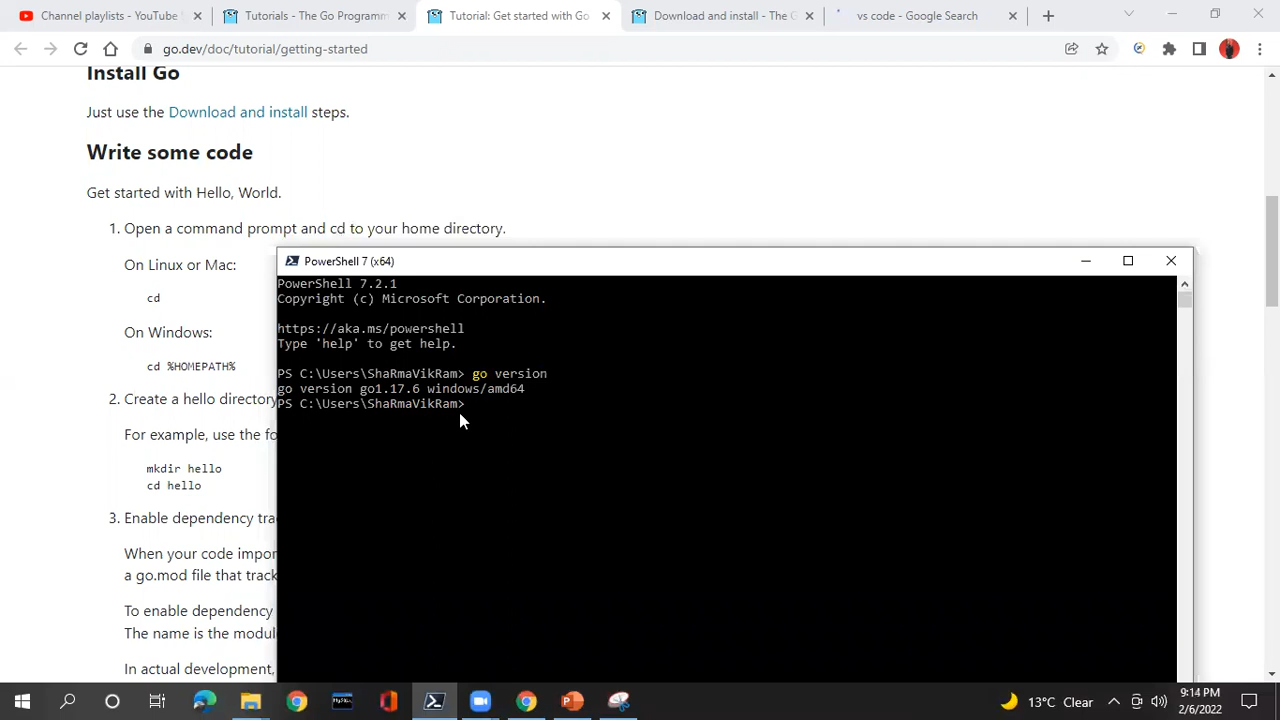 Channel playlists - YouTube
Tutorials - The Go Programm
Tutorial: Get started with Go
Download and install - The G
vs code - Google Search
go.dev/doc/tutorial/getting-started
Install Go
Just use the Download and install steps.
Write some code
Get started with Hello, World.
1. Open a command prompt and cd to your home directory.
On Linux or Mac:
cd
On Windows:
cd %HOMEPATH%
2. Create a hello directory
For example, use the fo
mkdir hello
cd hello
3. Enable dependency tra
When your code impor
a go.mod file that track
To enable dependency
The name is the modul
In actual development,
PowerShell 7 (x64)
PowerShell 7.2.1
Copyright (c) Microsoft Corporation.
https://aka.ms/powershell
Type 'help' to get help.
PS C:\Users\ShaRmaVikRam> go version
go version go1.17.6 windows/amd64
PS C:\Users\ShaRmaVikRam>
13°C Clear
9:14 PM
2/6/2022